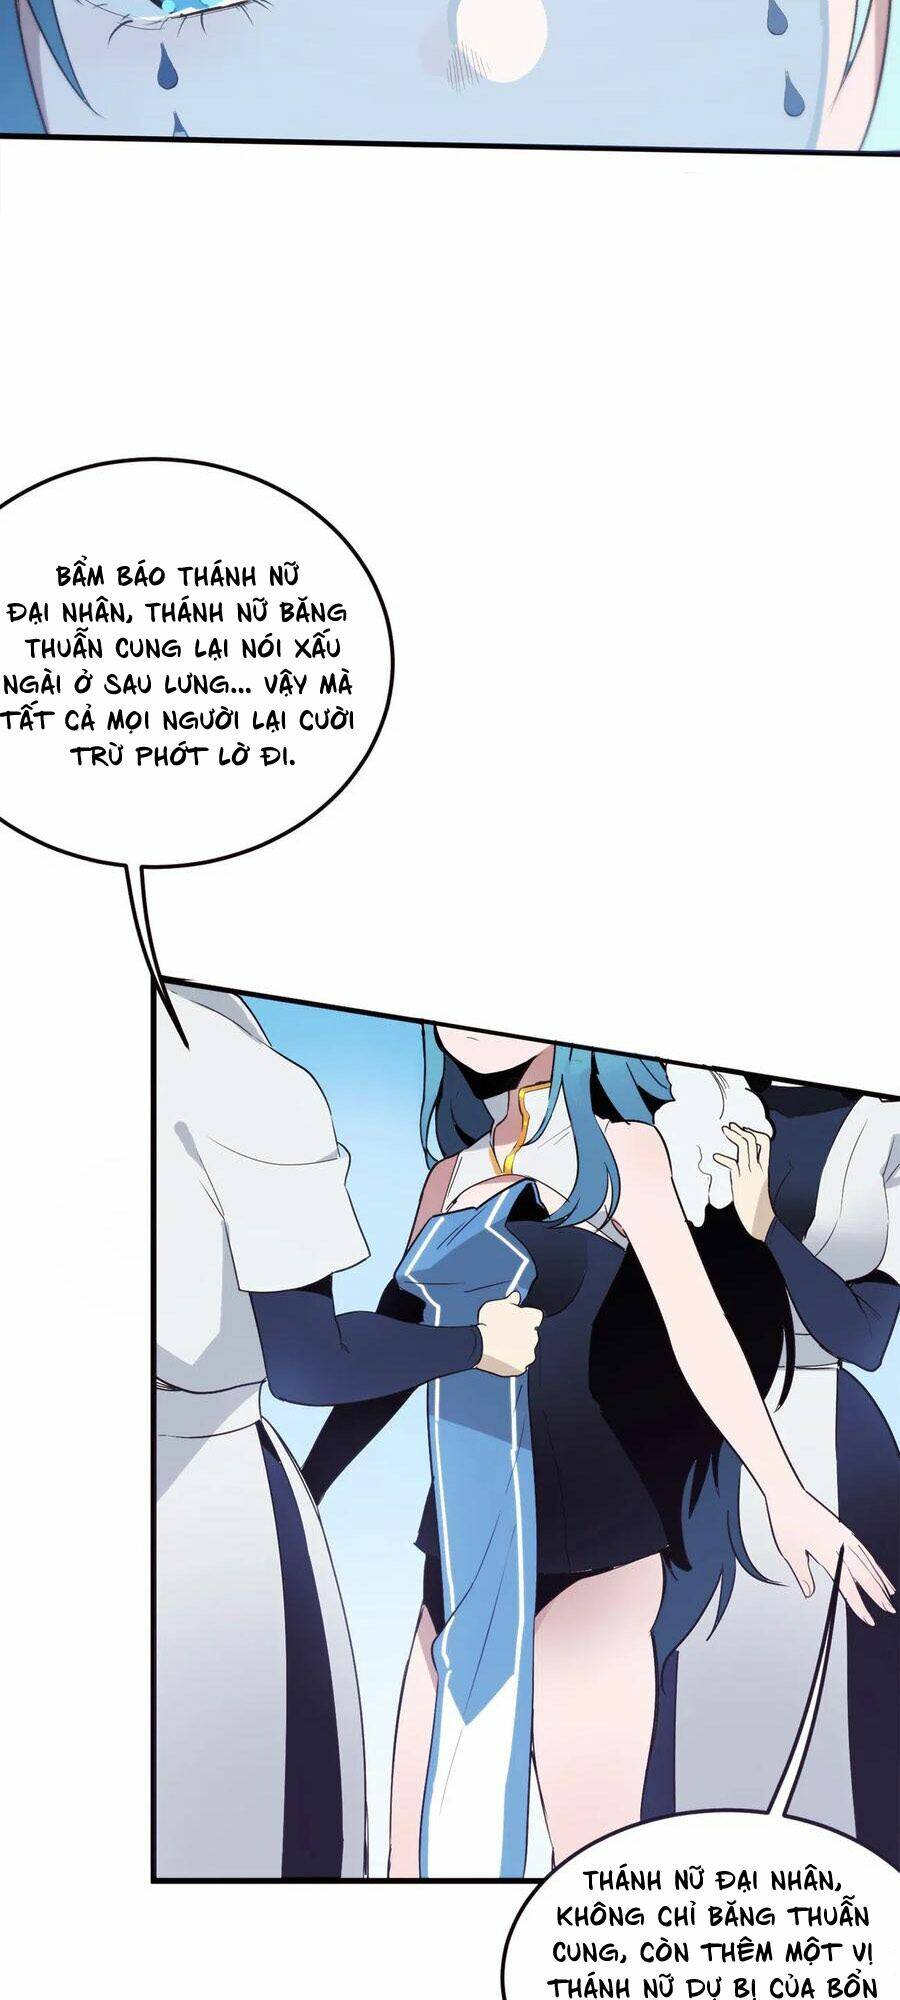 BẨM BÁO THÁNH NỮ
ĐẠI NHÂN, THÁNH NỮ BĂNG
THUẪN CUNG LẠI NÓI XẤU
NGÀI Ở SAU LƯNG... VẬY MÀ
TẤT CẢ MỌI NGƯỜI LẠI CƯỜI
TRỪ PHỚT LỜ ĐI.
THÁNH NỮ ĐẠI NHÂN,
KHÔNG CHỈ BĂNG THUẪN
CUNG, CÒN THÊM MỘT VỊ
THÁNH NỮ DỰ BỊ CỦA BỔN